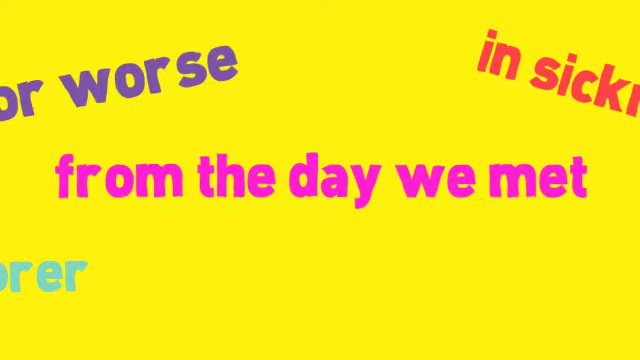 or worse
in sick
from the day we met
orer